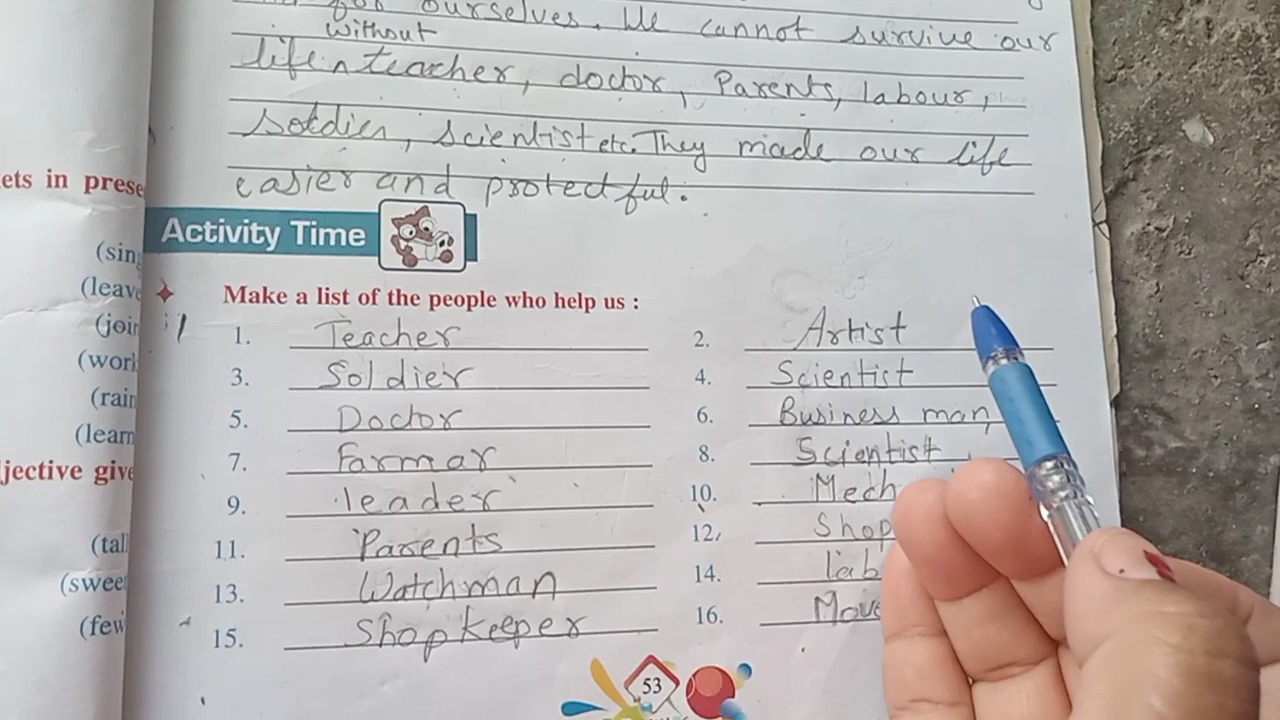 for ourselves. We cannot survive our
without
life teacher, doctor, Parents, labour,
Soldier, scientist etc. They made our life
easier and protectful.
ets in prese
(sin
(leave
(join
(work
(rain
(learn
jective give
(tal
(swee
(few
Activity Time
Make a list of the people who help us :
1. Teacher 2. Artist
3. Soldier 4. Scientist
5. Doctor 6. Business man
7. Farmar 8. Scientist
9. leader 10. Mech
11. Parents 12. Shop
13. Watchman 14. lab
15. Shopkeeper 16. Move
53